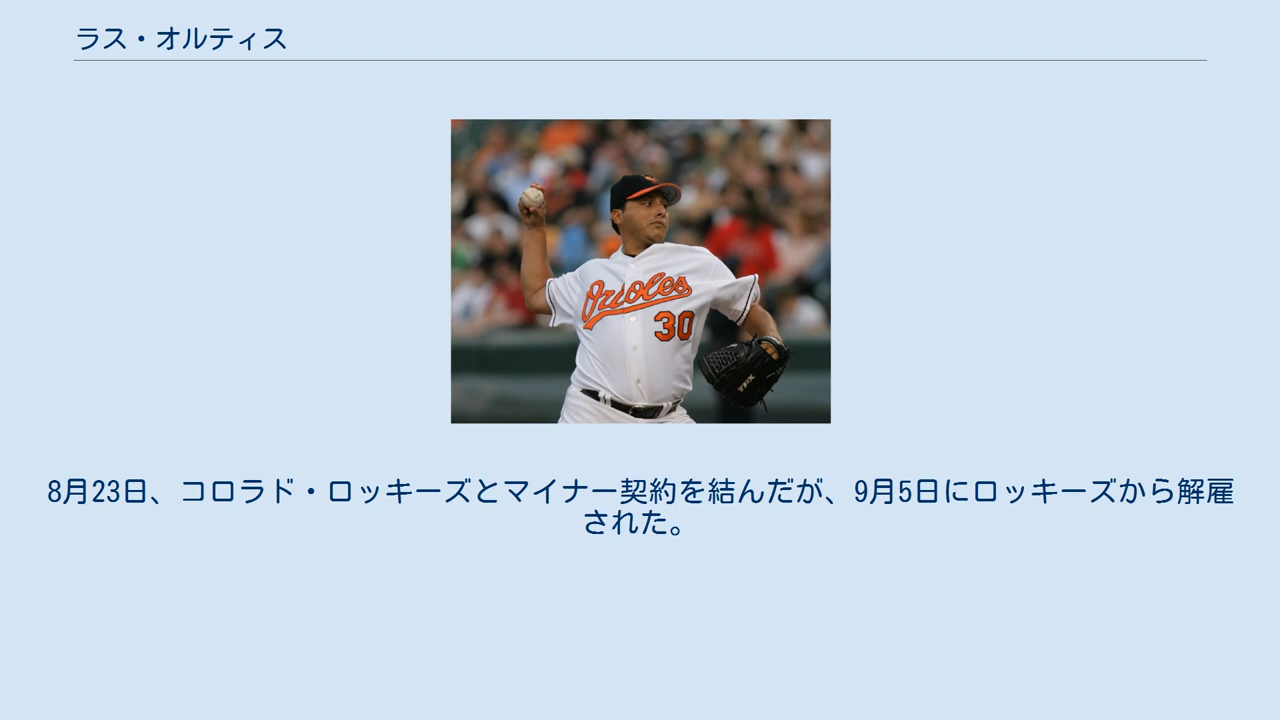 ラス・オルティス
Orioles
30
8月23日、コロラド・ロッキーズとマイナー契約を結んだが、9月5日にロッキーズから解雇
された。